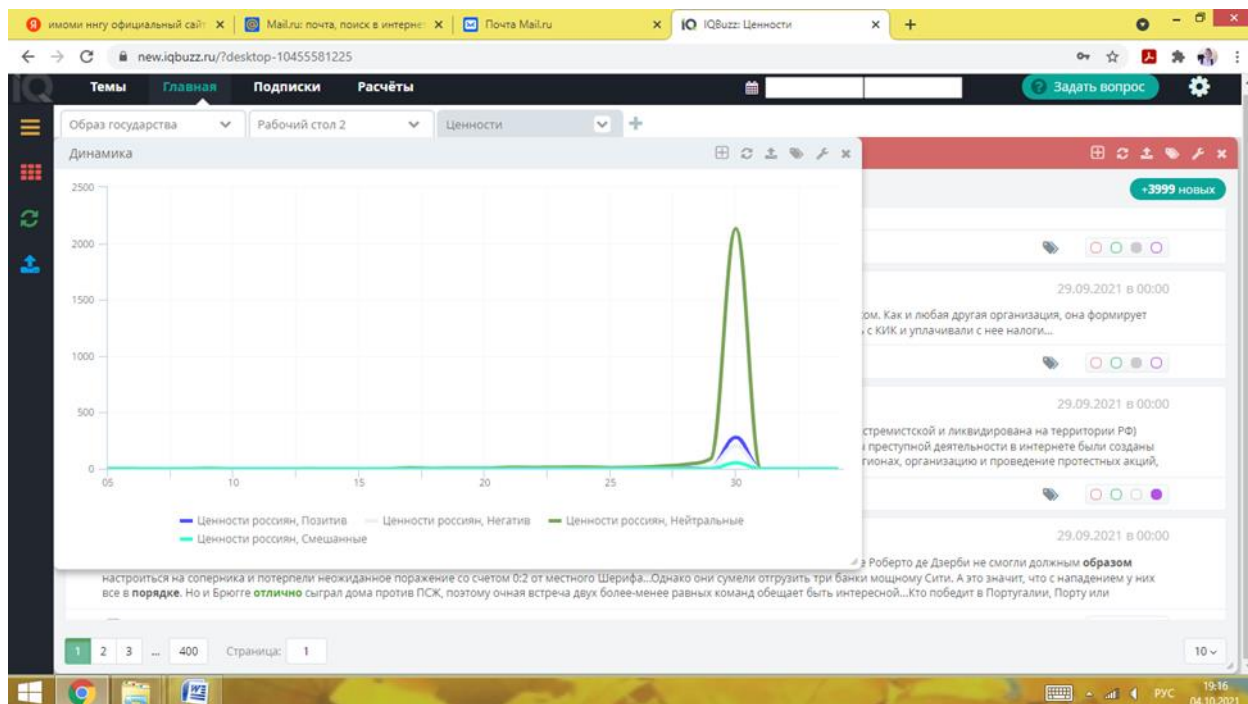 имоми ннгу официальный сайт
Mail.ru: почта, поиск в интернет
Почта Mail.ru
IQBuzz: Ценности
new.iqbuzz.ru/?desktop-10455581225
IQ Темы Главная Подписки Расчёты ? Задать вопрос
Образ государства Рабочий стол 2 Ценности
Динамика
+3999 новых
2500
2000
1500
1000
500
0
05 10 15 20 25 30
Ценности россиян, Позитив Ценности россиян, Негатив Ценности россиян, Нейтральные
Ценности россиян, Смешанные
29.09.2021 в 00:00
Как и любая другая организация, она формирует
с КИК и уплачивали с нее налоги...
29.09.2021 в 00:00
стремистской и ликвидирована на территории РФ)
преступной деятельности в интернете были созданы
гионах, организацию и проведение протестных акций,
29.09.2021 в 00:00
Роберто де Дзерби не смогли должным образом
настроиться на соперника и потерпели неожиданное поражение со счетом 0:2 от местного Шерифа...Однако они сумели отгрузить три банки мощному Сити. А это значит, что с нападением у них
все в порядке. Но и Брюгге отлично сыграл дома против ПСЖ, поэтому очная встреча двух более-менее равных команд обещает быть интересной...Кто победит в Португалии, Порту или
1 2 3 ... 400 Страница: 1 10
РУС 19:16
04.10.2021